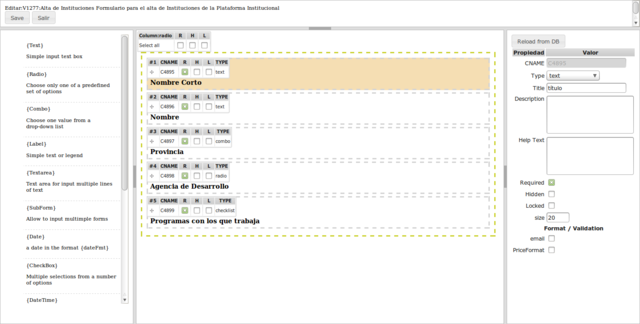 Editar:V1277:Alta de Instituciones Formulario para el alta de Instituciones de la Plataforma Institucional
Save
Salir
{Text}
Simple input text box
{Radio}
Choose only one of a predefined set of options
{Combo}
Choose one value from a drop-down list
{Label}
Simple text or legend
{Textarea}
Text area for input multiple lines of text
{SubForm}
Allow to input multimple forms
{Date}
a date in the format {dateFmt}
{CheckBox}
Multiple selections from a number of options
{DateTime}
Column:radio R H L
Select all
#1 CNAME R H L TYPE
C4895 text
Nombre Corto
#2 CNAME R H L TYPE
C4896 text
Nombre
#3 CNAME R H L TYPE
C4897 combo
Provincia
#4 CNAME R H L TYPE
C4898 radio
Agencia de Desarrollo
#5 CNAME R H L TYPE
C4899 checklist
Programas con los que trabaja
Reload from DB
Propiedad Valor
CNAME C4895
Type text
Title titulo
Description
Help Text
Required
Hidden
Locked
size 20
Format / Validation
email
PriceFormat